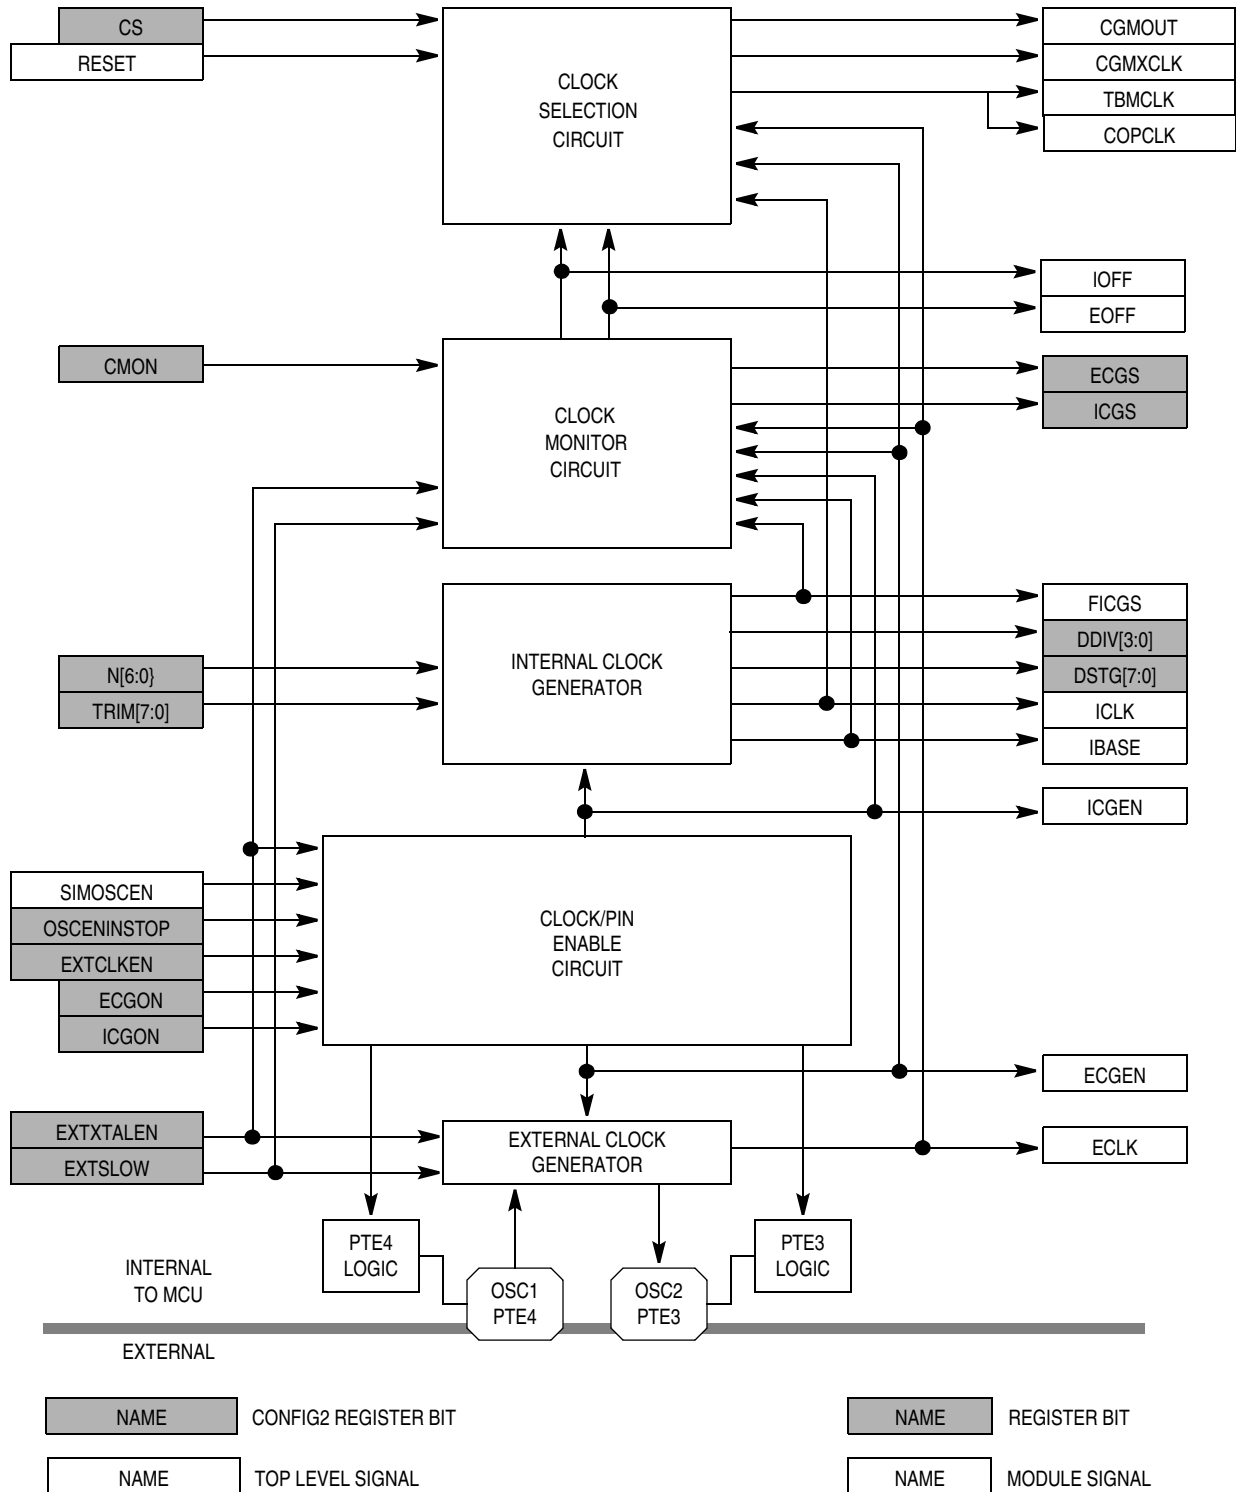 CS
RESET
CLOCK
SELECTION
CIRCUIT
CGMOUT
CGMXCLK
TBMCLK
COPCLK
IOFF
EOFF
CMON
CLOCK
MONITOR
CIRCUIT
ECGS
ICGS
N[6:0}
TRIM[7:0]
INTERNAL CLOCK
GENERATOR
FICGS
DDIV[3:0]
DSTG[7:0]
ICLK
IBASE
ICGEN
SIMOSCEN
OSCENINSTOP
EXTCLKEN
ECGON
ICGON
CLOCK/PIN
ENABLE
CIRCUIT
ECGEN
EXTXTALEN
EXTSLOW
EXTERNAL CLOCK
GENERATOR
ECLK
PTE4
LOGIC
OSC1
PTE4
OSC2
PTE3
PTE3
LOGIC
INTERNAL
TO MCU
EXTERNAL
NAME CONFIG2 REGISTER BIT
NAME REGISTER BIT
NAME TOP LEVEL SIGNAL
NAME MODULE SIGNAL